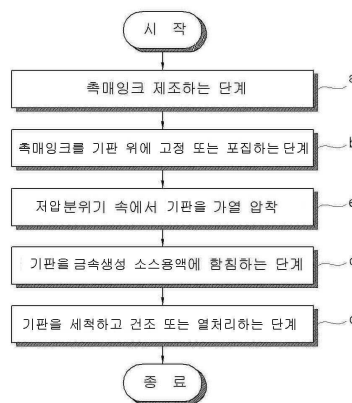 시 작
촉매잉크 제조하는 단계
a
촉매잉크를 기판 위에 고정 또는 포집하는 단계
b
저압분위기 속에서 기판을 가열 압착
e
기판을 금속생성 소스용액에 함침하는 단계
기판을 세척하고 건조 또는 열처리하는 단계
종 료